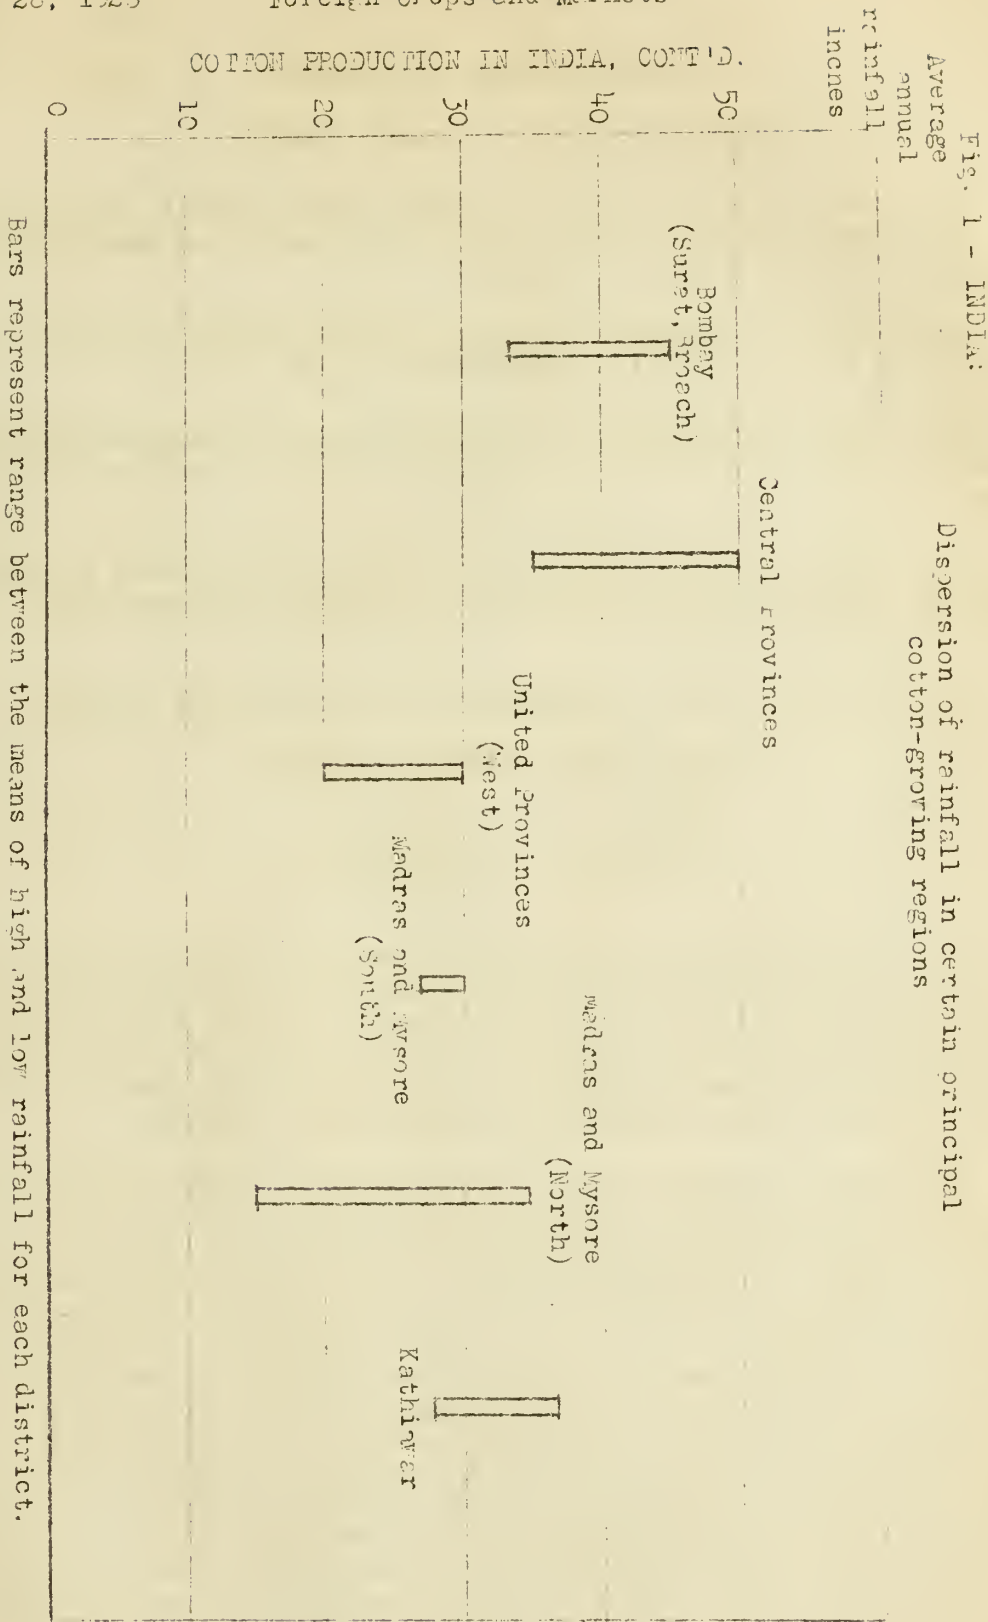 Foreign Crops and Markets
COTTON PRODUCTION IN INDIA, CONT'D.
Fig. 1 - INDIA:
Dispersion of rainfall in certain principal
cotton-growing regions
Average
annual
rainfall
inches
50
40
30
20
10
0
Bombay
(Surat, Broach)
Central Provinces
United Provinces
(West)
Madras and Mysore
(South)
Madras and Mysore
(North)
Kathiawar
Bars represent range between the means of high and low rainfall for each district.